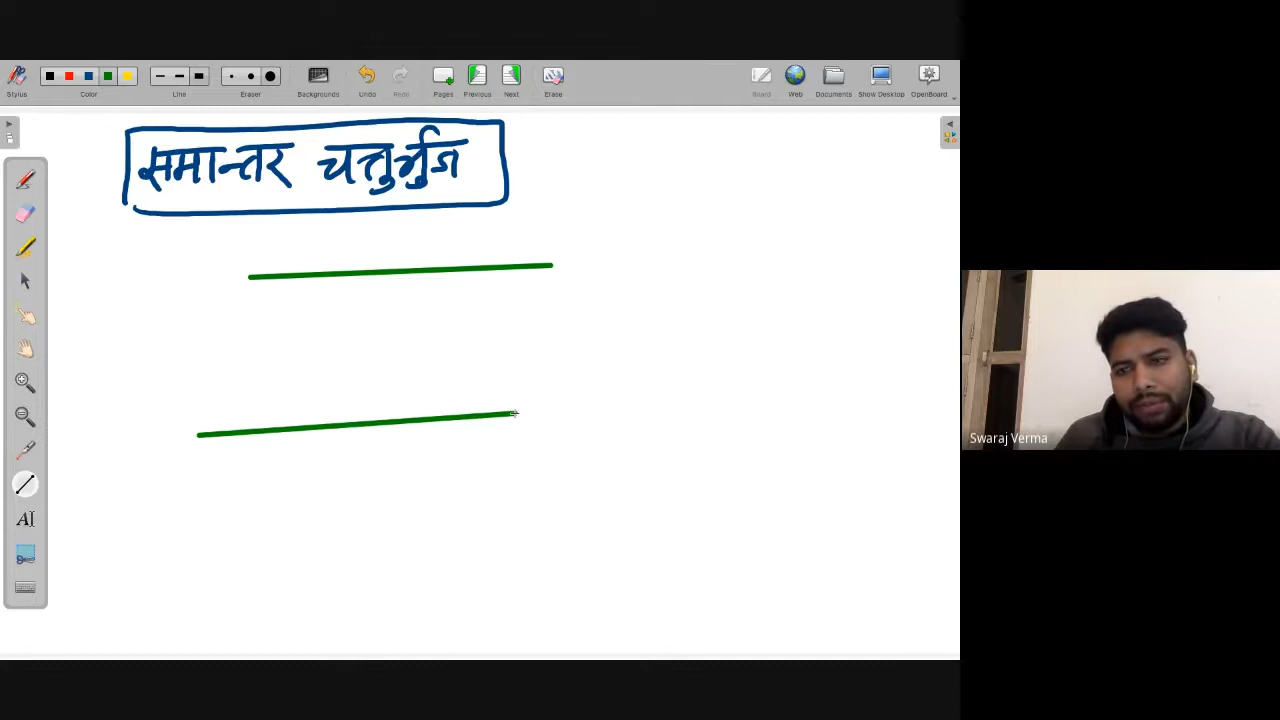 Stylus
Color
Line
Eraser
Backgrounds
Undo
Redo
Pages
Previous
Next
Erase
Board
Web
Documents
Show Desktop
OpenBoard
समान्तर चत्तुर्भुज
Swaraj Verma